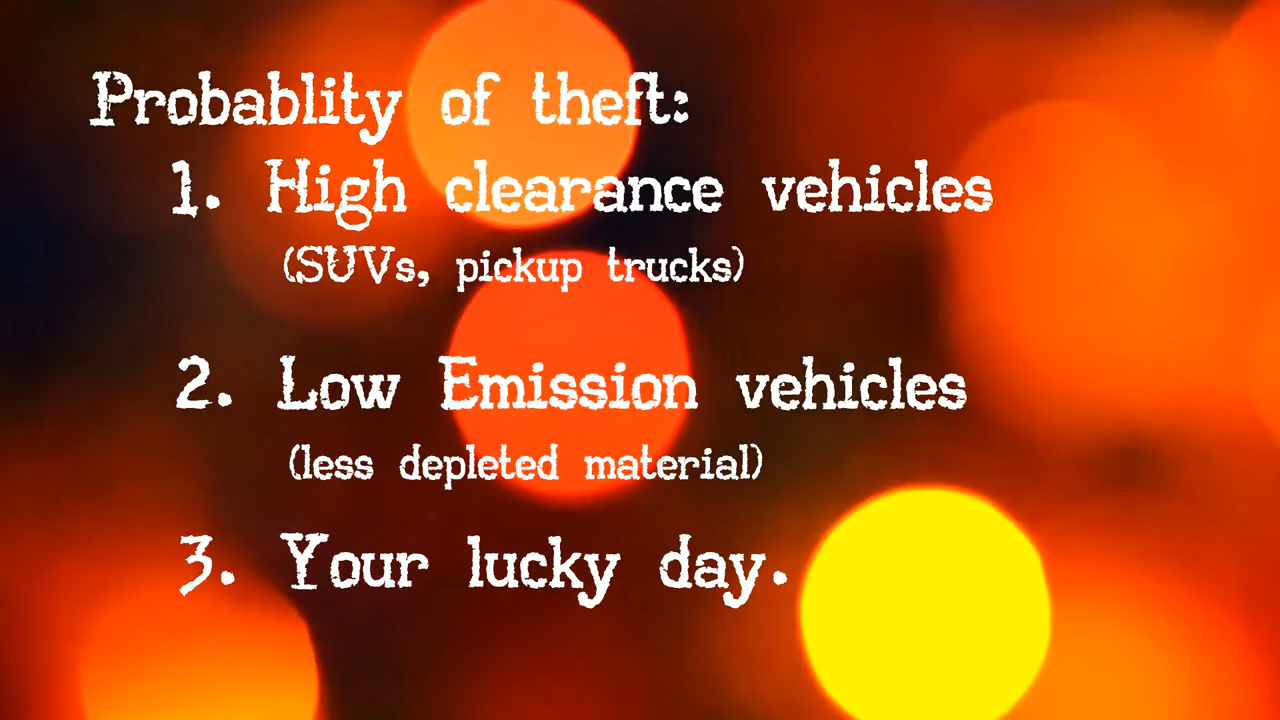 Probablity of theft:
1. High clearance vehicles
(SUVs, pickup trucks)
2. Low Emission vehicles
(less depleted material)
3. Your lucky day.